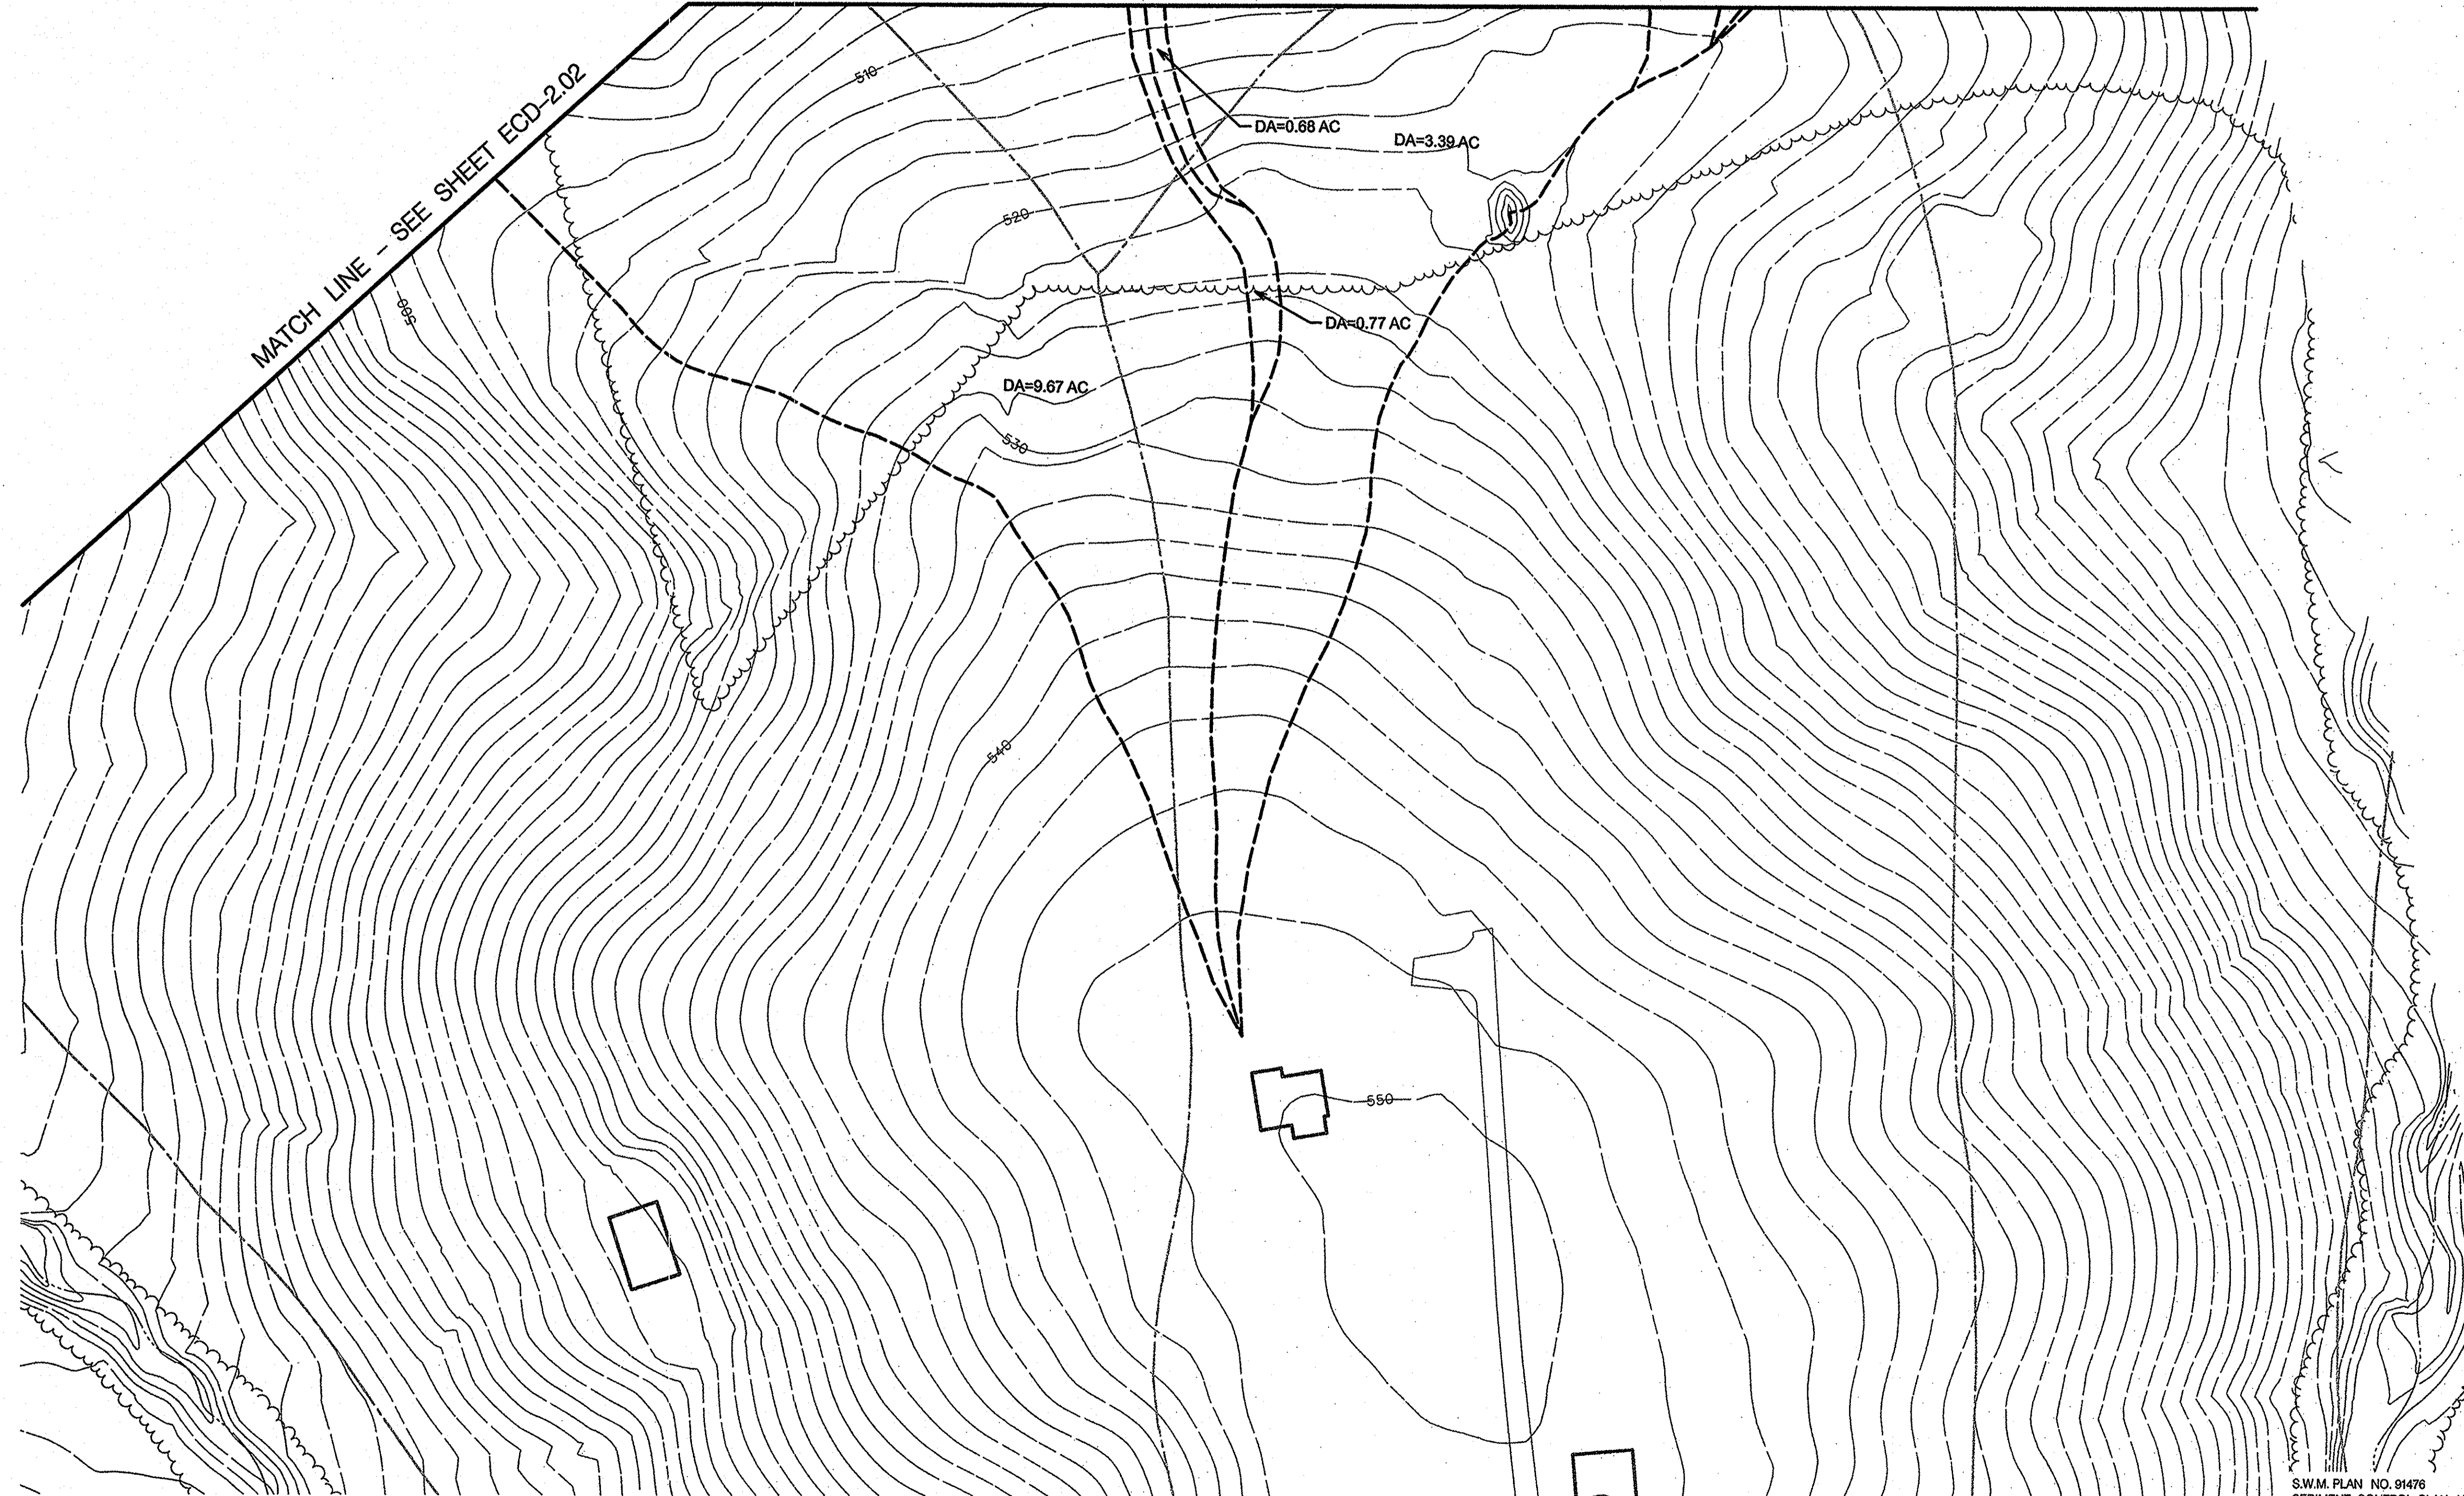 510
MATCH LINE - SEE SHEET ECD-2.02
DA=0.68 AC
DA=3.39 AC
520
500
DA=0.77 AC
DA=9.67 AC
530
540
550
S.W.M. PLAN NO. 91476